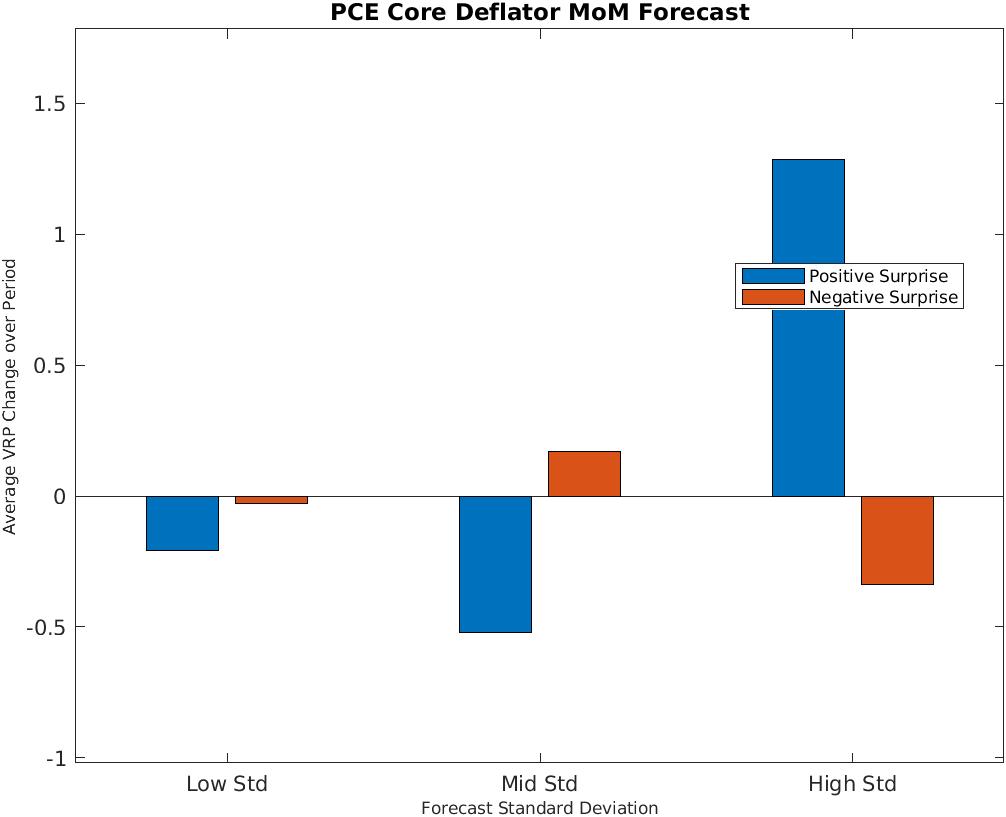 PCE Core Deflator MoM Forecast
Average VRP Change over Period
1.5
1
0.5
0
-0.5
-1
Positive Surprise
Negative Surprise
Low Std
Mid Std
High Std
Forecast Standard Deviation